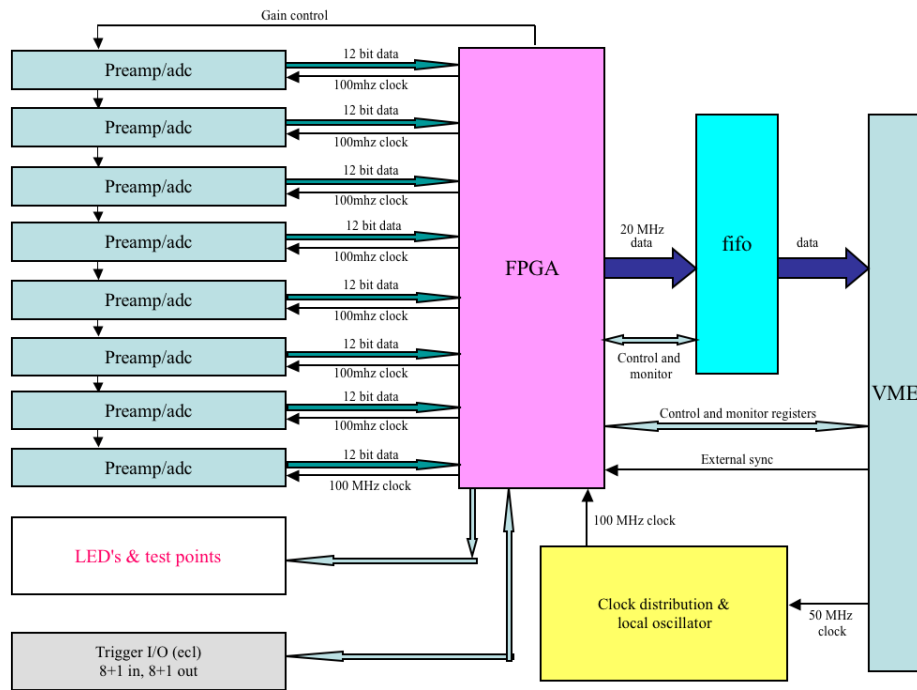 Gain control
Preamp/adc
12 bit data
100mhz clock
Preamp/adc
12 bit data
100mhz clock
Preamp/adc
12 bit data
100mhz clock
Preamp/adc
12 bit data
100mhz clock
Preamp/adc
12 bit data
100mhz clock
Preamp/adc
12 bit data
100mhz clock
Preamp/adc
12 bit data
100mhz clock
Preamp/adc
12 bit data
100 MHz clock
FPGA
20 MHz
data
fifo
data
Control and
monitor
VME
Control and monitor registers
External sync
100 MHz clock
LED's & test points
Clock distribution &
local oscillator
50 MHz
clock
Trigger I/O (ecl)
8+1 in, 8+1 out